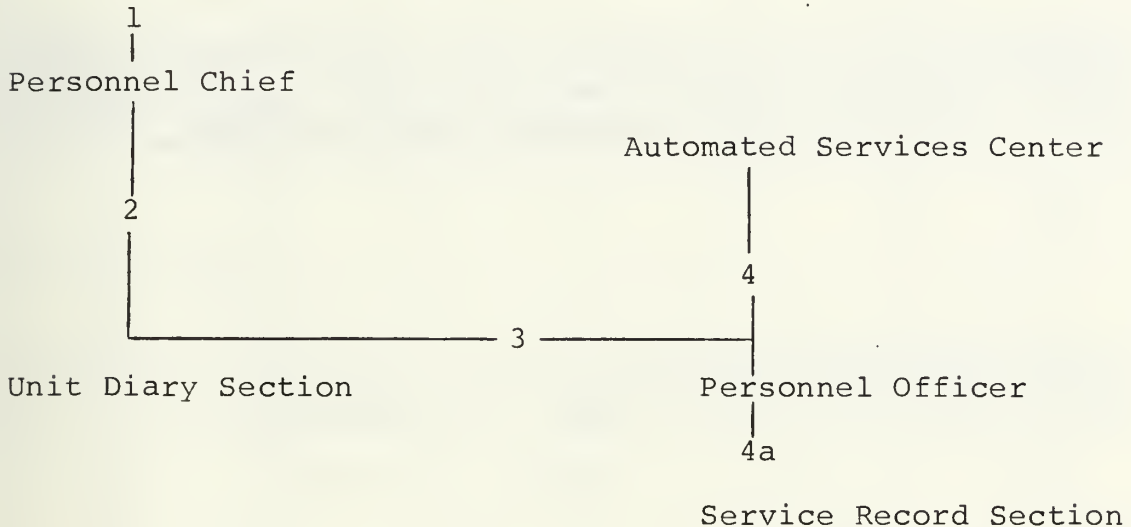 1
Personnel Chief
Automated Services Center
2
4
3
Unit Diary Section Personnel Officer
4a
Service Record Section